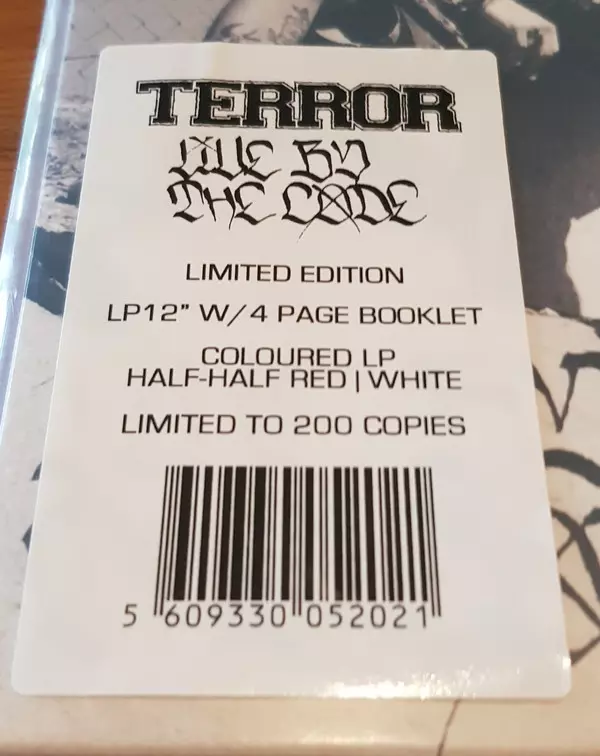 TERROR
LIVE BY
THE CODE
LIMITED EDITION
LP12" W/4 PAGE BOOKLET
COLOURED LP
HALF-HALF RED | WHITE
LIMITED TO 200 COPIES
5 609330 052021